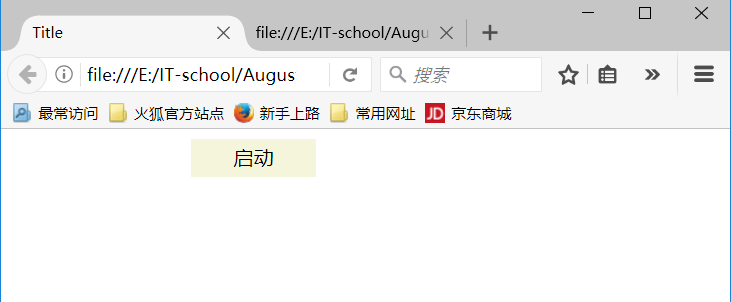 Title
file:///E:/IT-school/Augu
file:///E:/IT-school/Augus
搜索
最常访问
火狐官方站点
新手上路
常用网址
JD
京东商城
启动